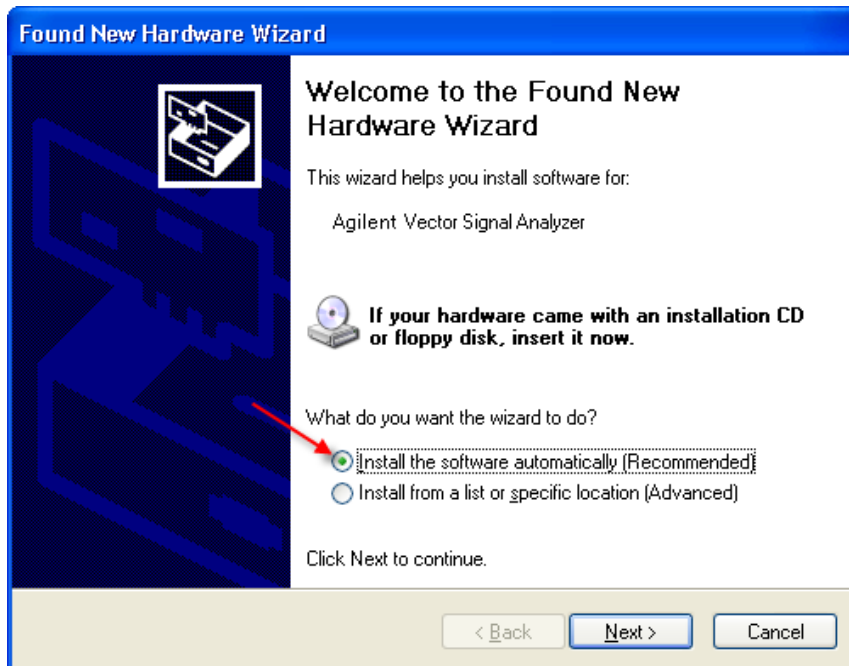 Found New Hardware Wizard
Welcome to the Found New
Hardware Wizard
This wizard helps you install software for:
Agilent Vector Signal Analyzer
If your hardware came with an installation CD
or floppy disk, insert it now.
What do you want the wizard to do?
Install the software automatically (Recommended)
Install from a list or specific location (Advanced)
Click Next to continue.
< Back Next > Cancel